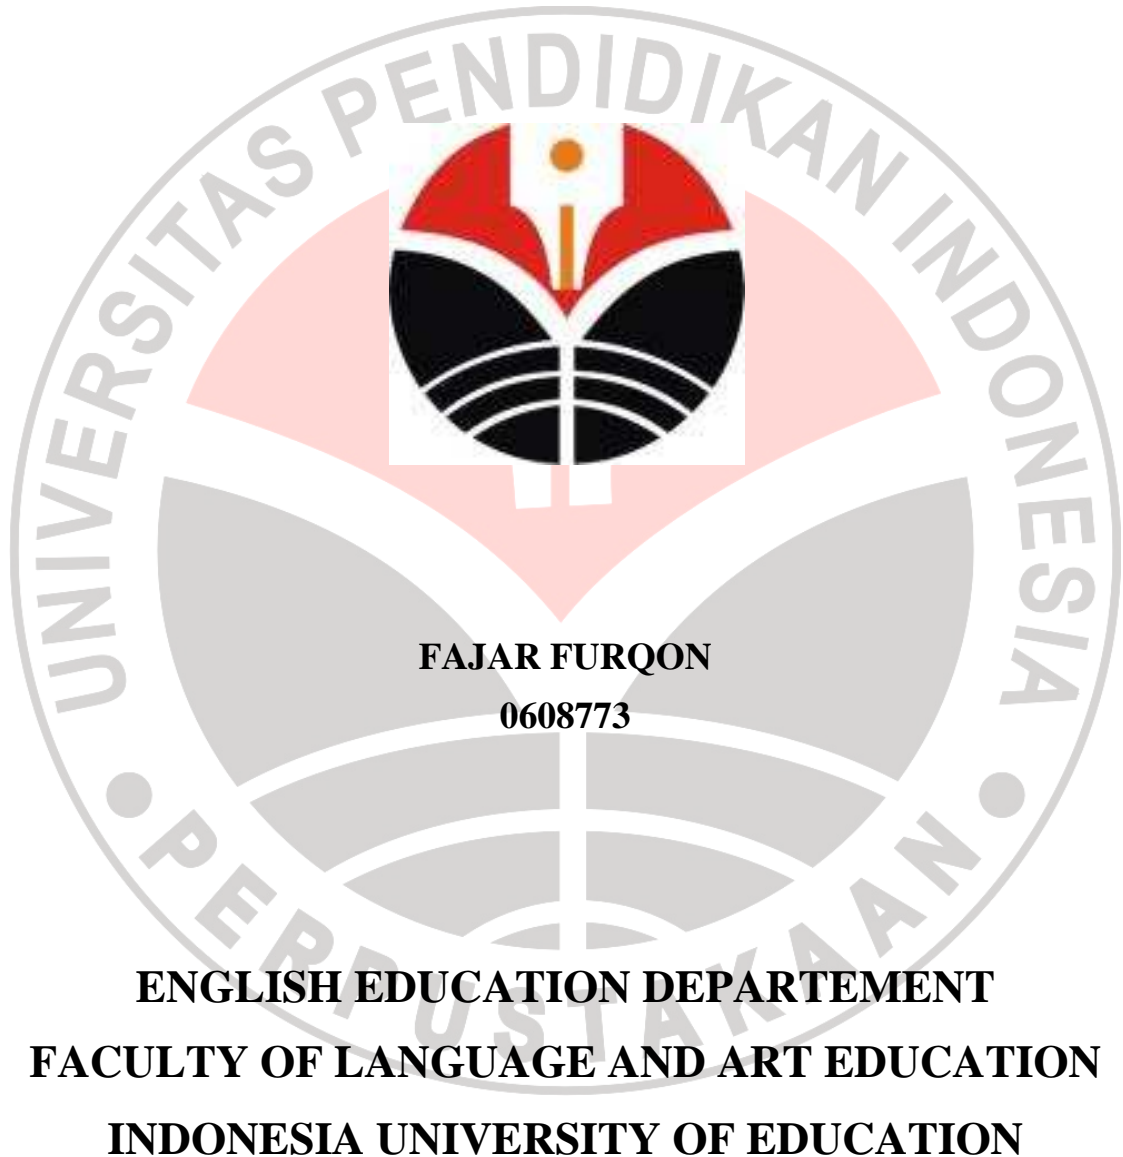 UNIVERSITAS PENDIDIKAN INDONESIA
FAJAR FURQON
0608773
PERPUSTAKAAN
ENGLISH EDUCATION DEPARTEMENT
FACULTY OF LANGUAGE AND ART EDUCATION
INDONESIA UNIVERSITY OF EDUCATION